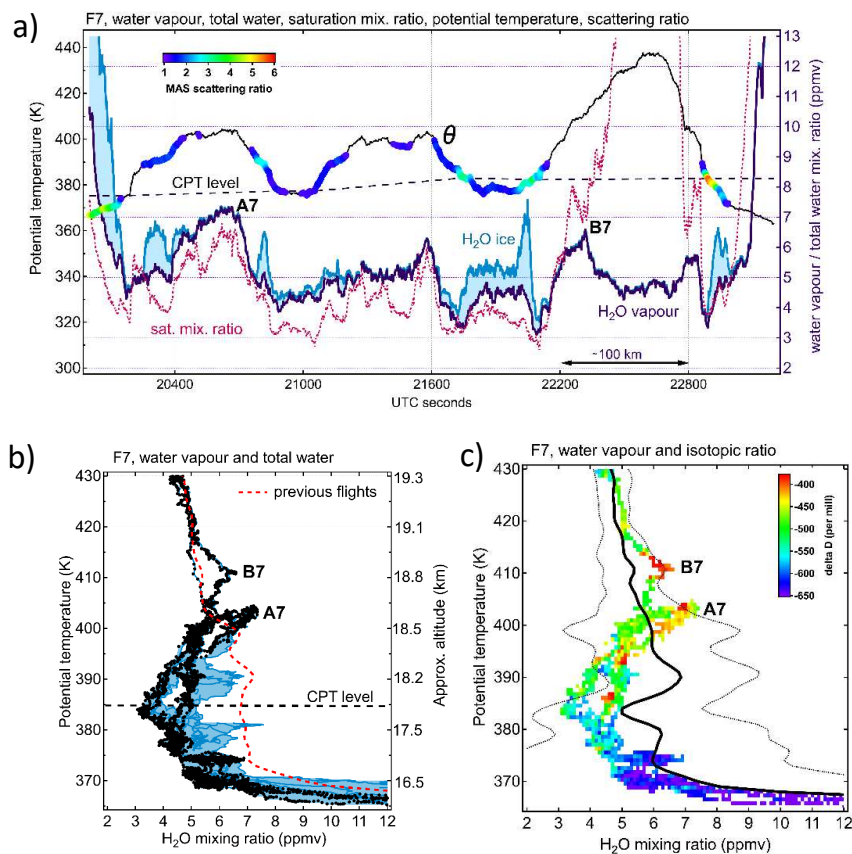 a)
F7, water vapour, total water, saturation mix. ratio, potential temperature, scattering ratio
440
420
400
380
360
340
320
300
Potential temperature (K)
1 2 3 4 5 6
MAS scattering ratio
θ
CPT level
A7
B7
H2O ice
H2O vapour
sat. mix. ratio
~100 km
13
12
11
10
9
8
7
6
5
4
3
2
water vapour / total water mix. ratio (ppmv)
20400 21000 21600 22200 22800
UTC seconds
b)
F7, water vapour and total water
430
420
410
400
390
380
370
Potential temperature (K)
previous flights
B7
A7
CPT level
19.3
19.1
18.8
18.5
18.2
17.5
16.5
Approx. altitude (km)
2 3 4 5 6 7 8 9 10 11 12
H2O mixing ratio (ppmv)
c)
F7, water vapour and isotopic ratio
430
420
410
400
390
380
370
Potential temperature (K)
B7
A7
-400
-450
-500
-550
-600
-650
delta D (per mill)
2 3 4 5 6 7 8 9 10 11 12
H2O mixing ratio (ppmv)